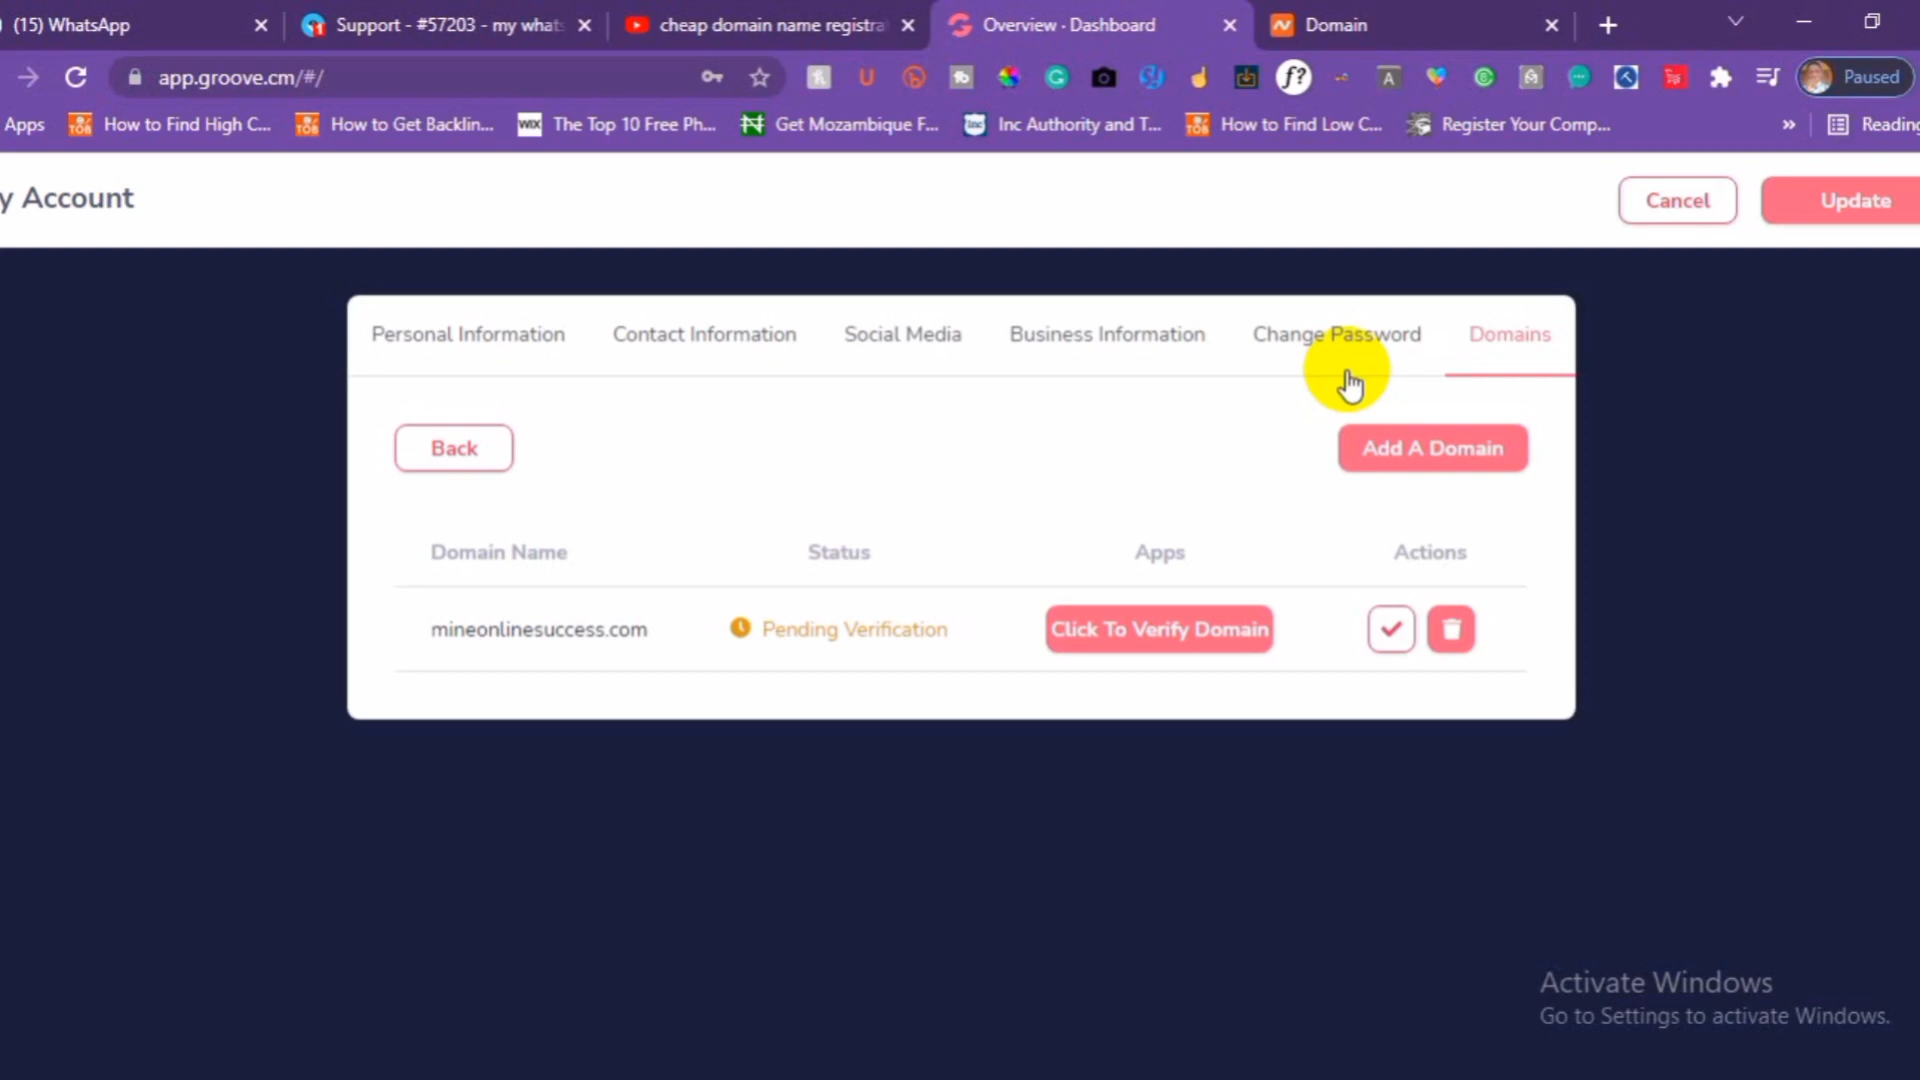 (15) WhatsApp
Support - #57203 - my what
cheap domain name registra
Overview · Dashboard
Domain
app.groove.cm/#/
Paused
Apps
How to Find High C...
How to Get Backlin...
WIX
The Top 10 Free Ph...
Get Mozambique F...
Inc Authority and T...
How to Find Low C...
Register Your Comp...
Reading
y Account
Cancel
Update
Personal Information
Contact Information
Social Media
Business Information
Change Password
Domains
Back
Add A Domain
Domain Name
Status
Apps
Actions
mineonlinesuccess.com
Pending Verification
Click To Verify Domain
Activate Windows
Go to Settings to activate Windows.